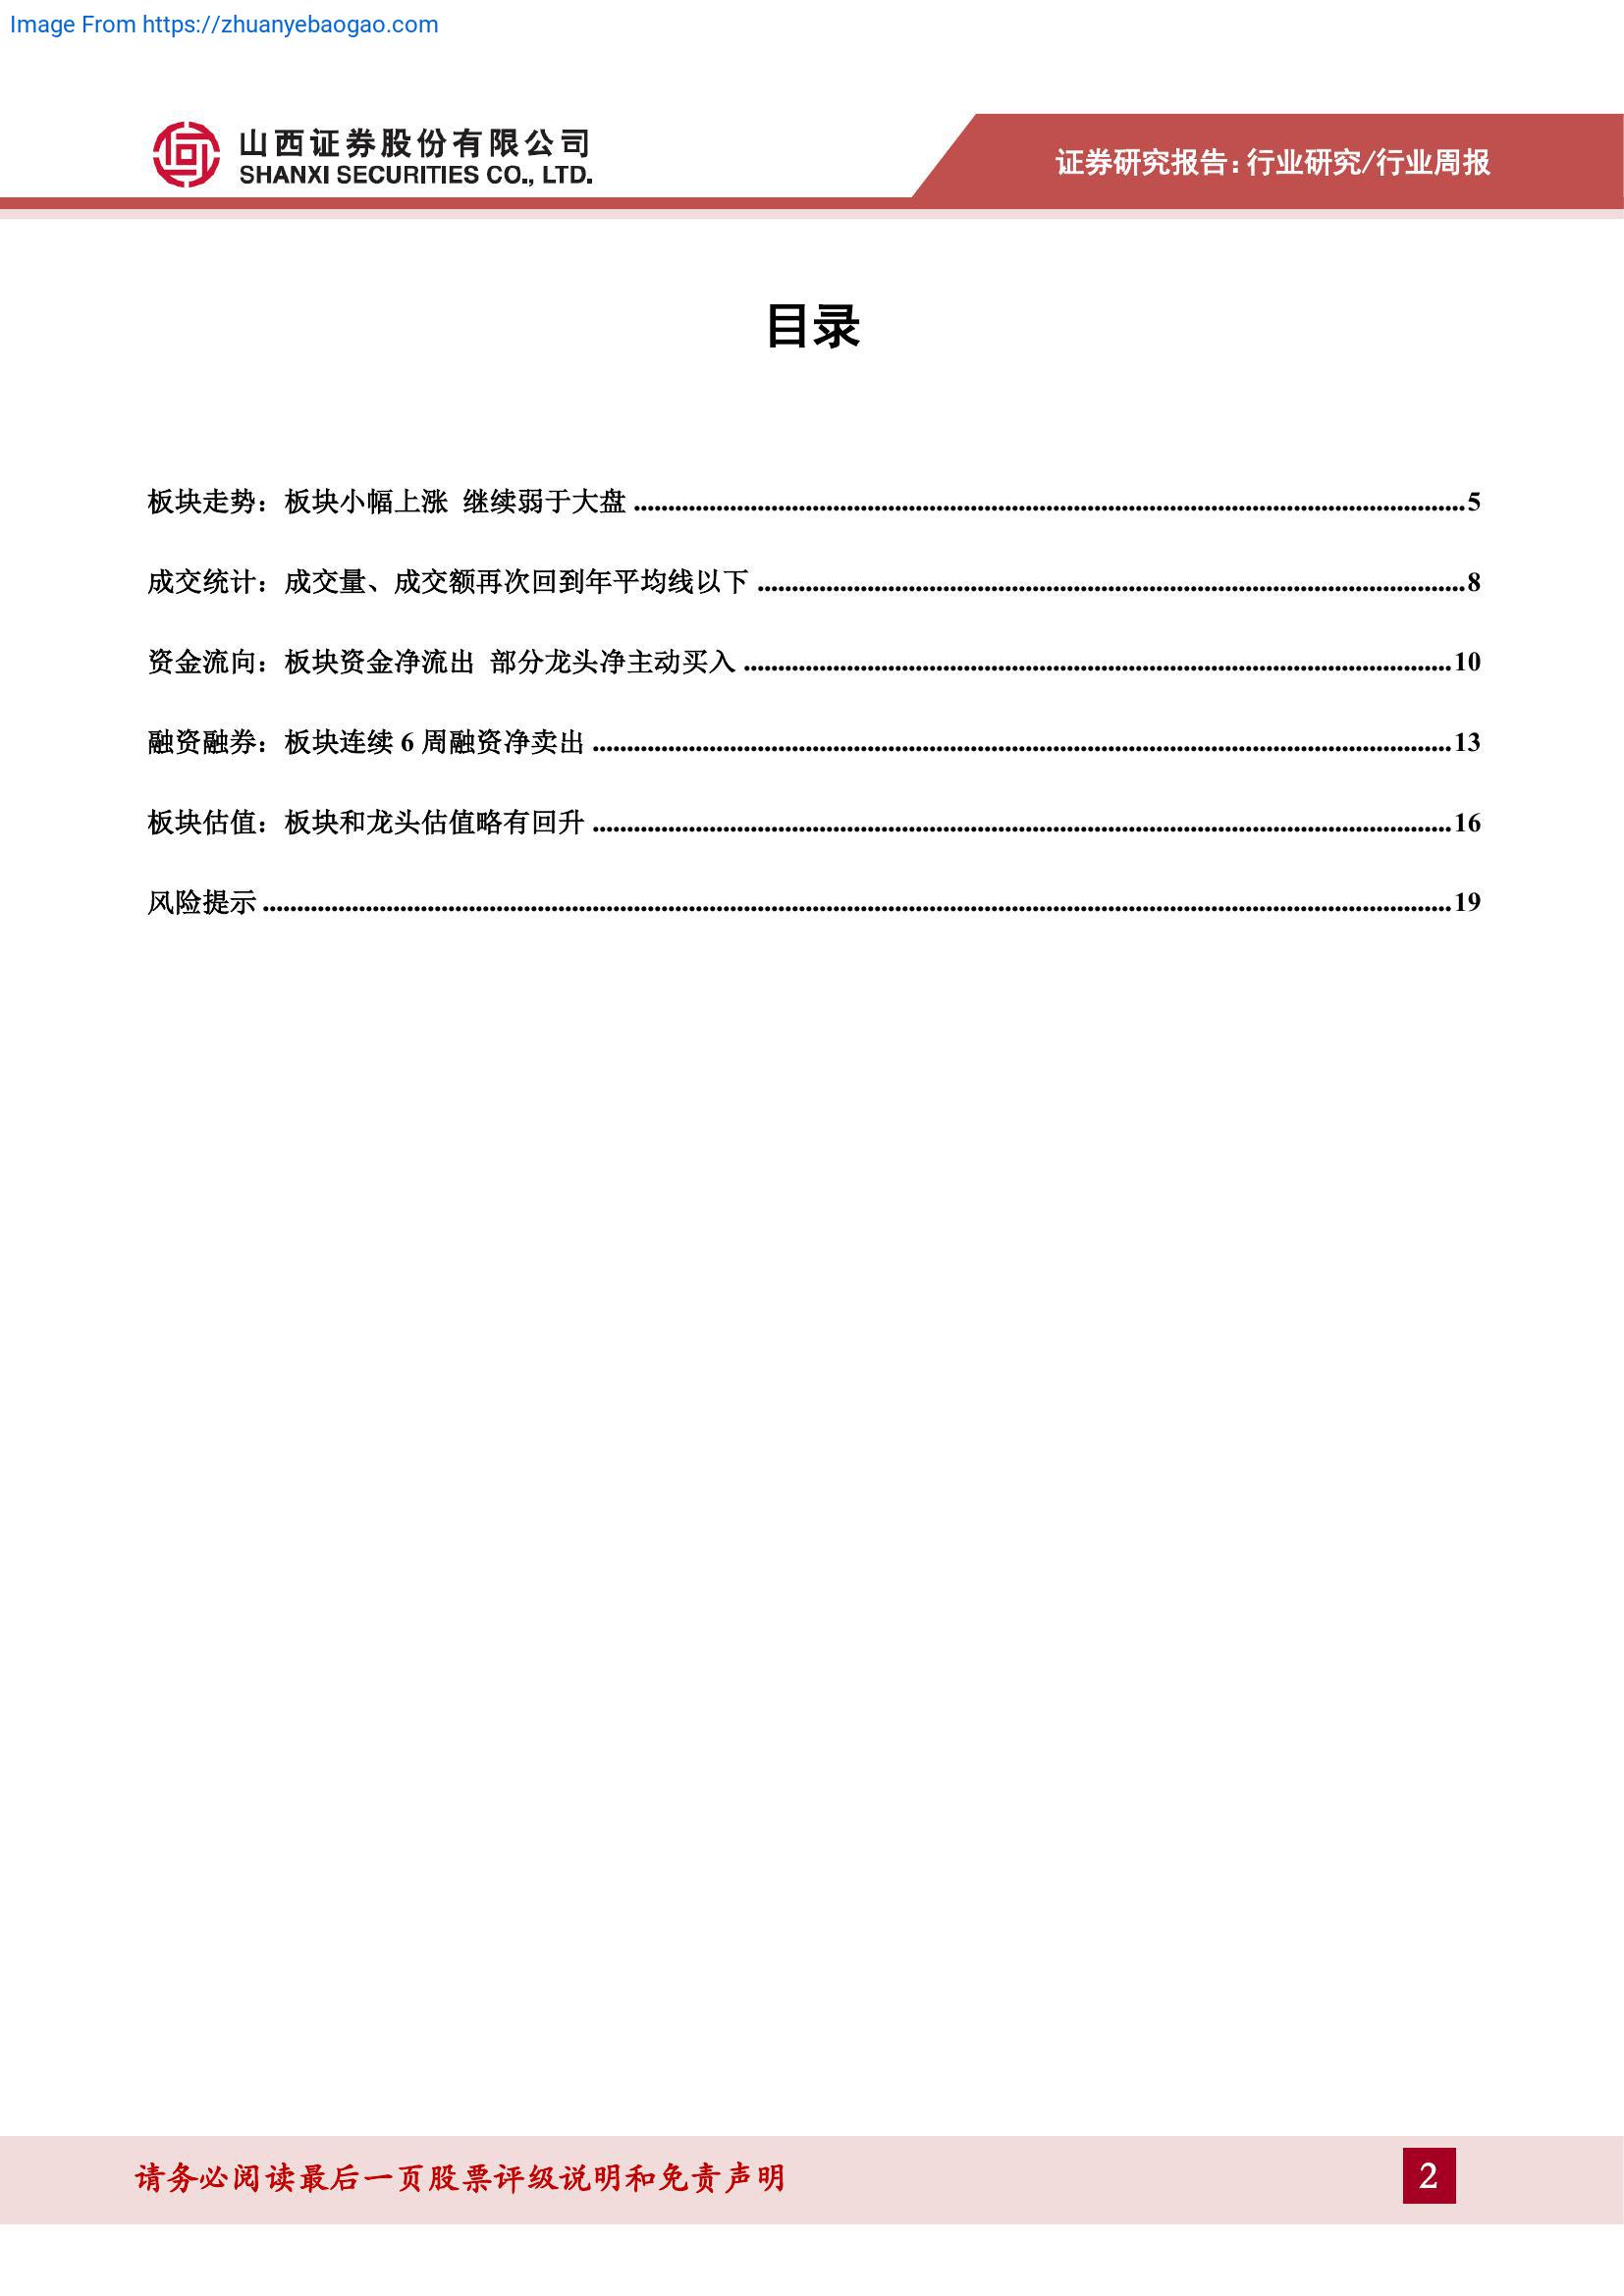 Image From https://zhuanyebaogao.com
山西证券股份有限公司
SHANXI SECURITIES CO., LTD.
证券研究报告:行业研究/行业周报
目录
板块走势：板块小幅上涨 继续弱于大盘 ........................................ 5
成交统计：成交量、成交额再次回到年平均线以下 ........................................ 8
资金流向：板块资金净流出 部分龙头净主动买入 ........................................ 10
融资融券：板块连续 6 周融资净卖出 ........................................ 13
板块估值：板块和龙头估值略有回升 ........................................ 16
风险提示 ........................................ 19
请务必阅读最后一页股票评级说明和免责声明
2